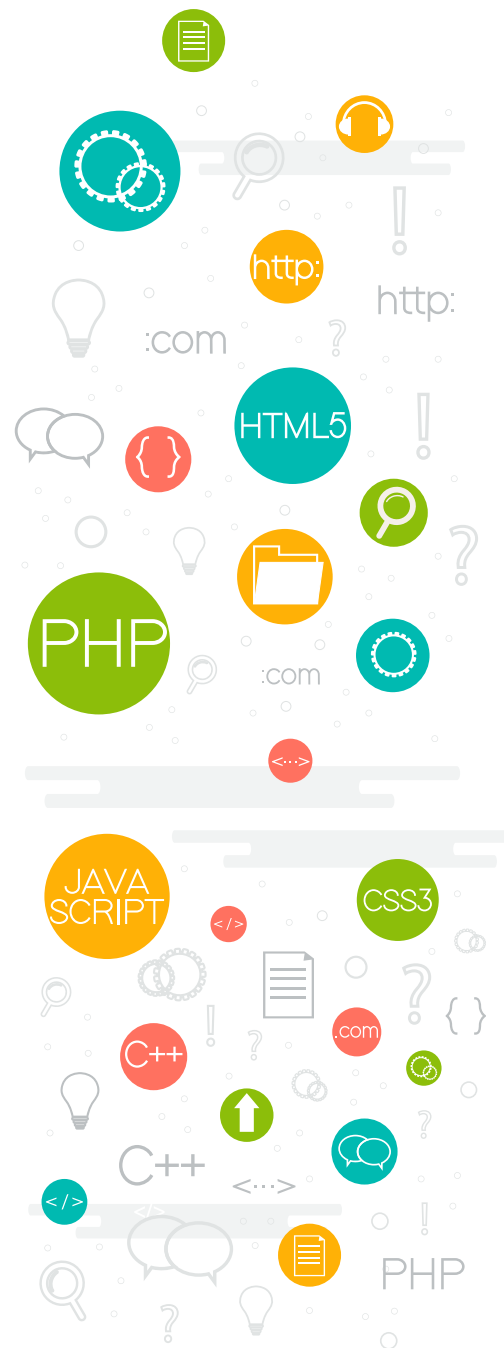 http:
http:
:com
?
!
!
HTML5
{ }
?
PHP
:com
<···>
JAVA
SCRIPT
CSS3
</>
?
{ }
!
.com
C++
?
?
C++
<···>
</>
</>
!
PHP
?